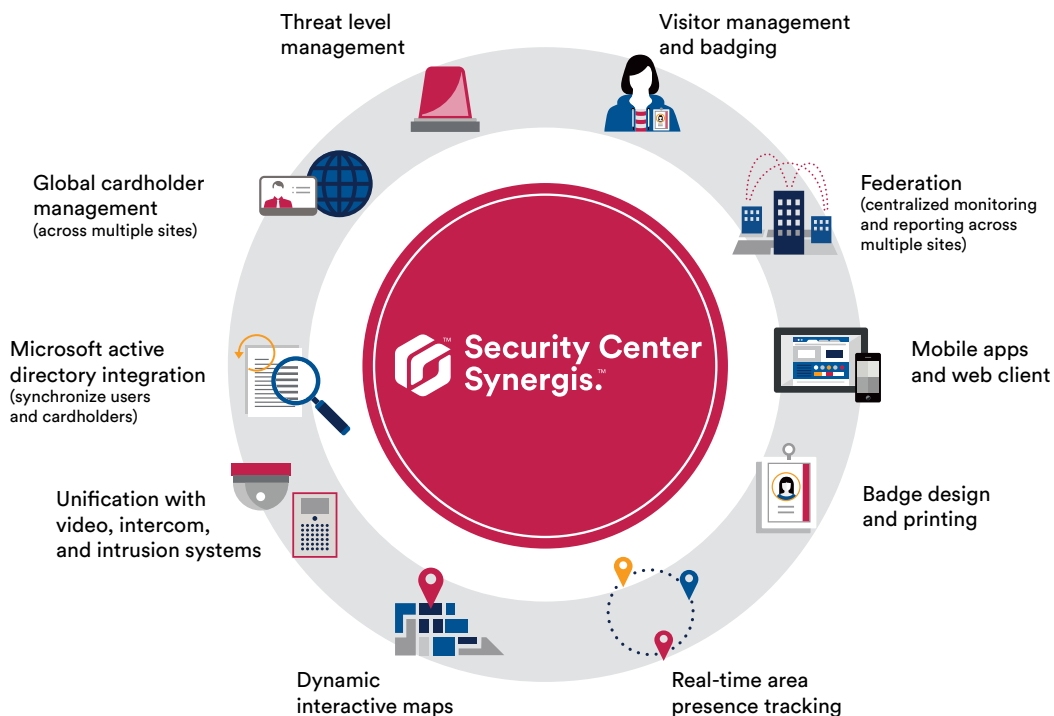 Threat level
management
Visitor management
and badging
Global cardholder
management
(across multiple sites)
Federation
(centralized monitoring
and reporting across
multiple sites)
Microsoft active
directory integration
(synchronize users
and cardholders)
™ Security Center
Synergis.™
Mobile apps
and web client
Unification with
video, intercom,
and intrusion systems
Badge design
and printing
Dynamic
interactive maps
Real-time area
presence tracking